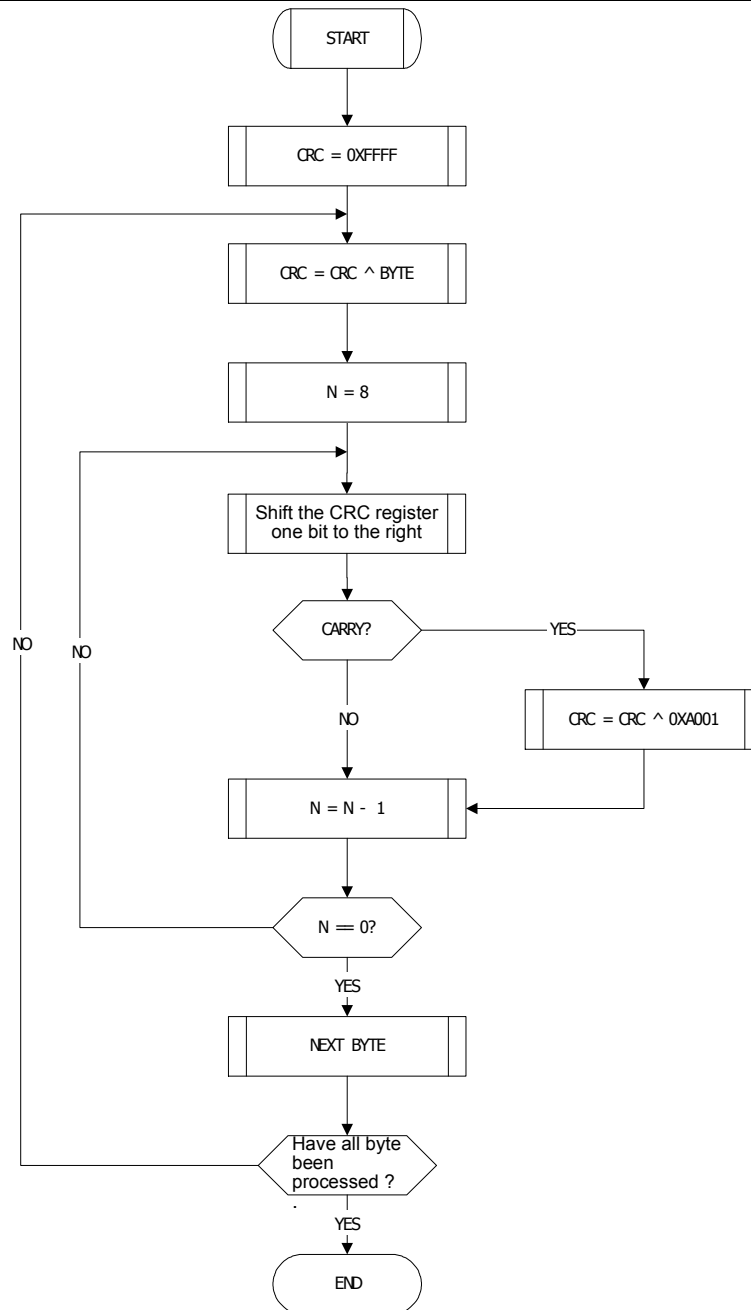 START
CRC = 0XFFFF
CRC = CRC ^ BYTE
N = 8
Shift the CRC register
one bit to the right
CARRY?
YES
NO
NO
NO
CRC = CRC ^ 0XA001
N = N - 1
N == 0?
YES
NEXT BYTE
Have all byte
been
processed ?
.
YES
END